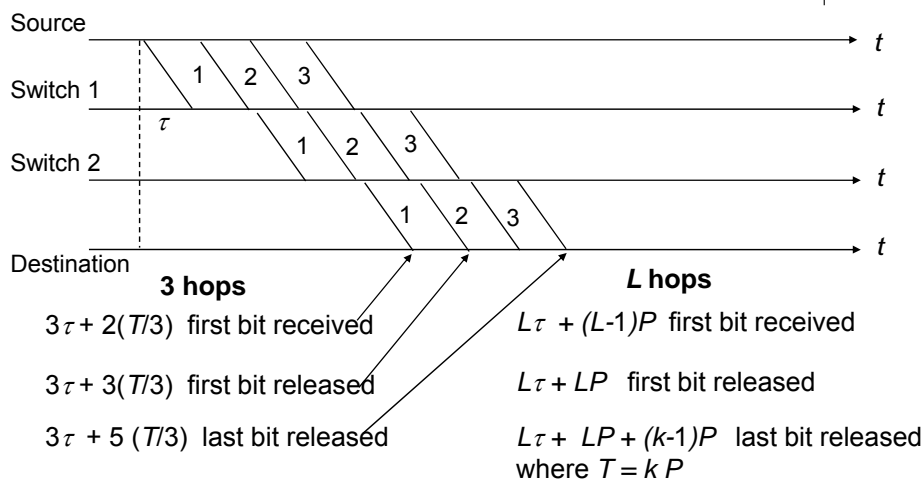 Source
t
1 2 3
Switch 1
t
τ
1 2 3
Switch 2
t
1 2 3
t
Destination
3 hops
3τ + 2(T/3) first bit received
3τ + 3(T/3) first bit released
3τ + 5 (T/3) last bit released
L hops
Lτ + (L-1)P first bit received
Lτ + LP first bit released
Lτ + LP + (k-1)P last bit released
where T = k P